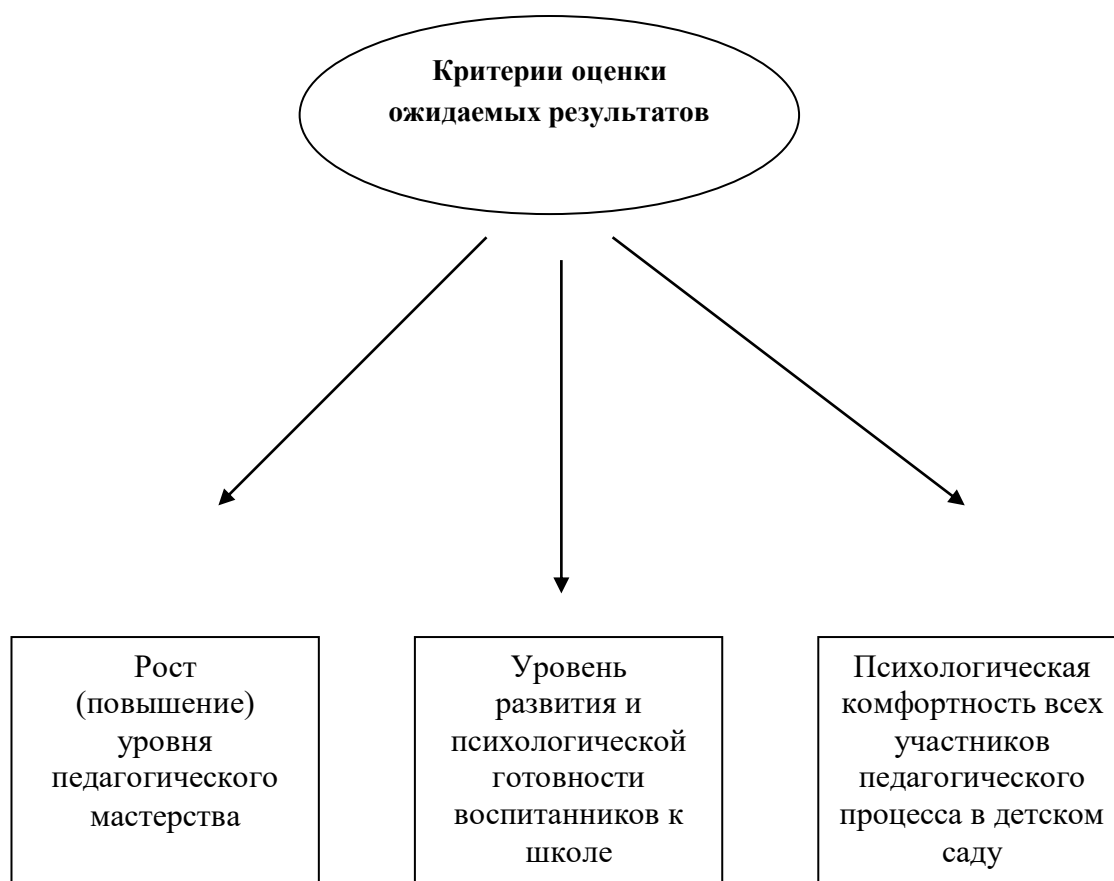 Критерии оценки
ожидаемых результатов
Рост
(повышение)
уровня
педагогического
мастерства
Уровень
развития и
психологической
готовности
воспитанников к
школе
Психологическая
комфортность всех
участников
педагогического
процесса в детском
саду